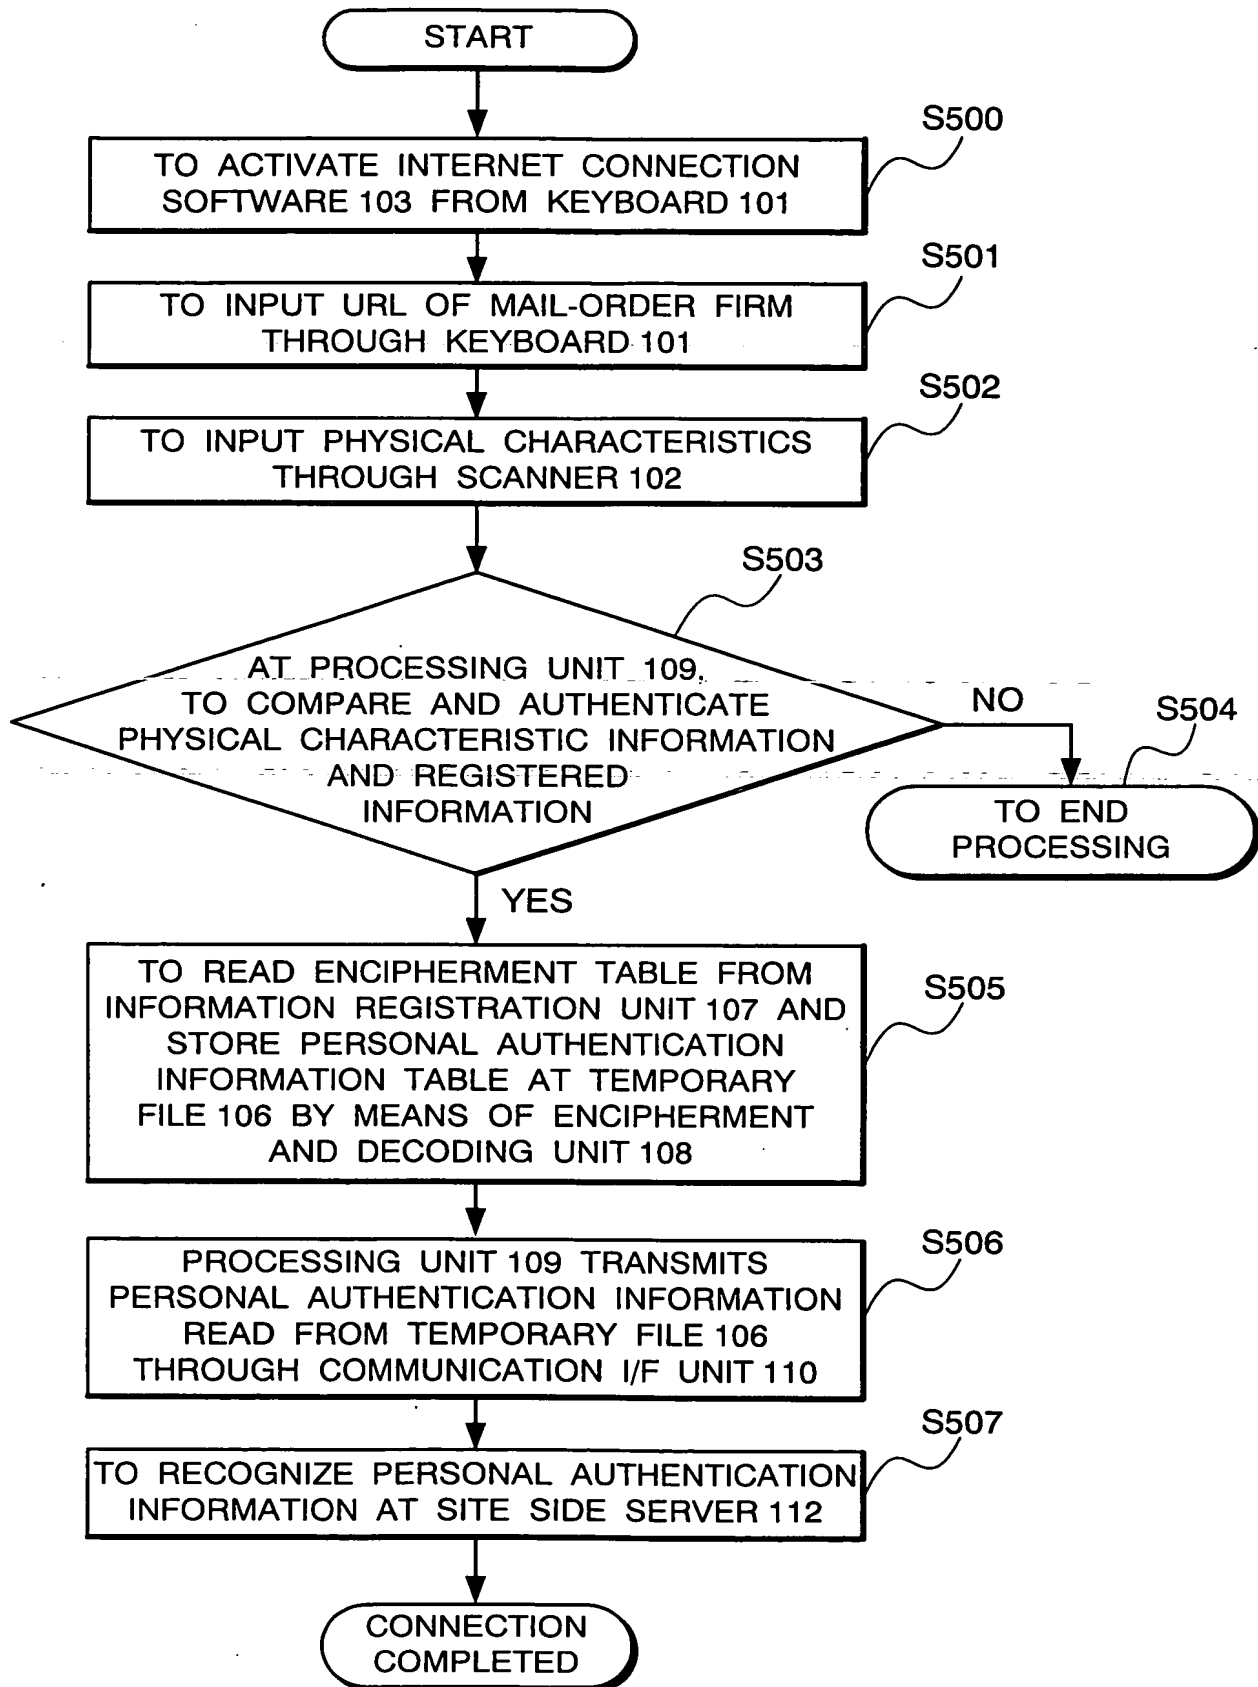 START
S500
TO ACTIVATE INTERNET CONNECTION
SOFTWARE 103 FROM KEYBOARD 101
S501
TO INPUT URL OF MAIL-ORDER FIRM
THROUGH KEYBOARD 101
S502
TO INPUT PHYSICAL CHARACTERISTICS
THROUGH SCANNER 102
S503
AT PROCESSING UNIT 109,
TO COMPARE AND AUTHENTICATE
PHYSICAL CHARACTERISTIC INFORMATION
AND REGISTERED
INFORMATION
NO
S504
TO END
PROCESSING
YES
S505
TO READ ENCIPHERMENT TABLE FROM
INFORMATION REGISTRATION UNIT 107 AND
STORE PERSONAL AUTHENTICATION
INFORMATION TABLE AT TEMPORARY
FILE 106 BY MEANS OF ENCIPHERMENT
AND DECODING UNIT 108
S506
PROCESSING UNIT 109 TRANSMITS
PERSONAL AUTHENTICATION INFORMATION
READ FROM TEMPORARY FILE 106
THROUGH COMMUNICATION I/F UNIT 110
S507
TO RECOGNIZE PERSONAL AUTHENTICATION
INFORMATION AT SITE SIDE SERVER 112
CONNECTION
COMPLETED